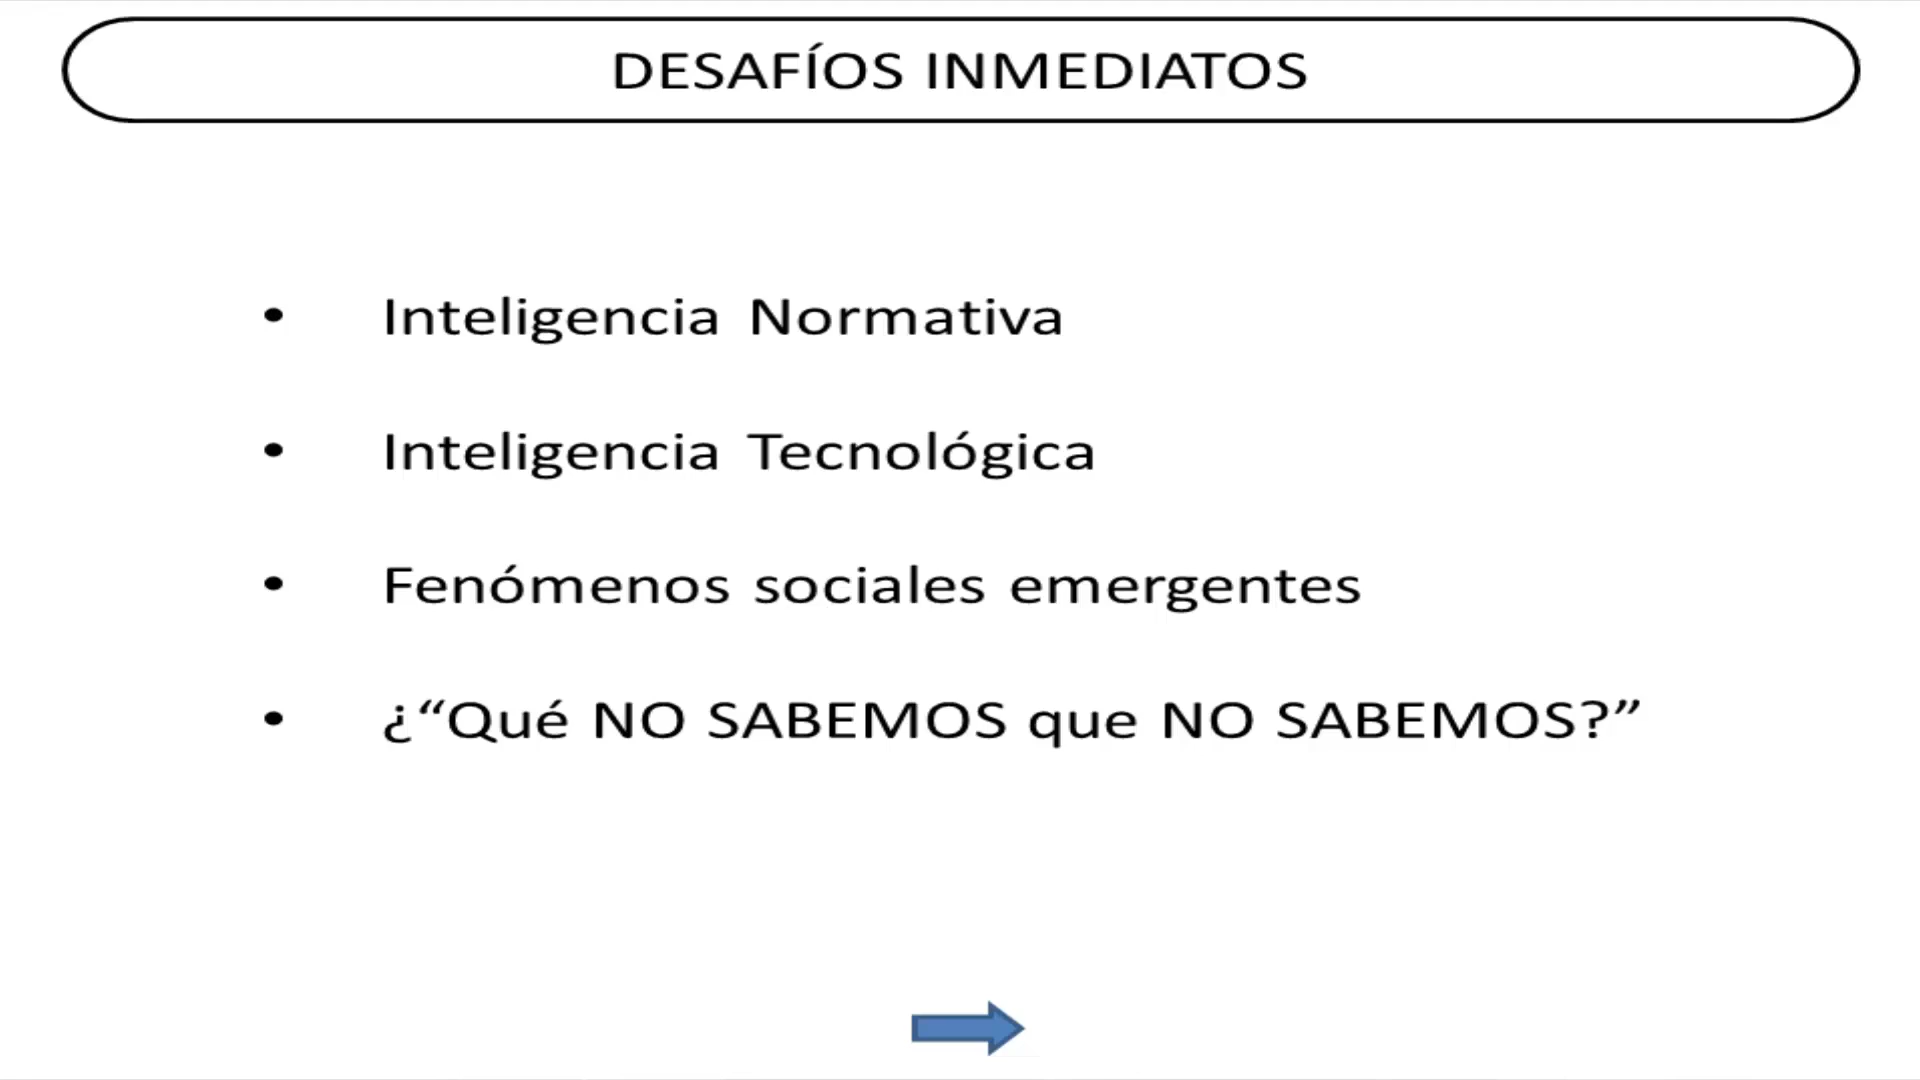 DESAFÍOS INMEDIATOS
• Inteligencia Normativa
• Inteligencia Tecnológica
• Fenómenos sociales emergentes
• ¿“Qué NO SABEMOS que NO SABEMOS?”